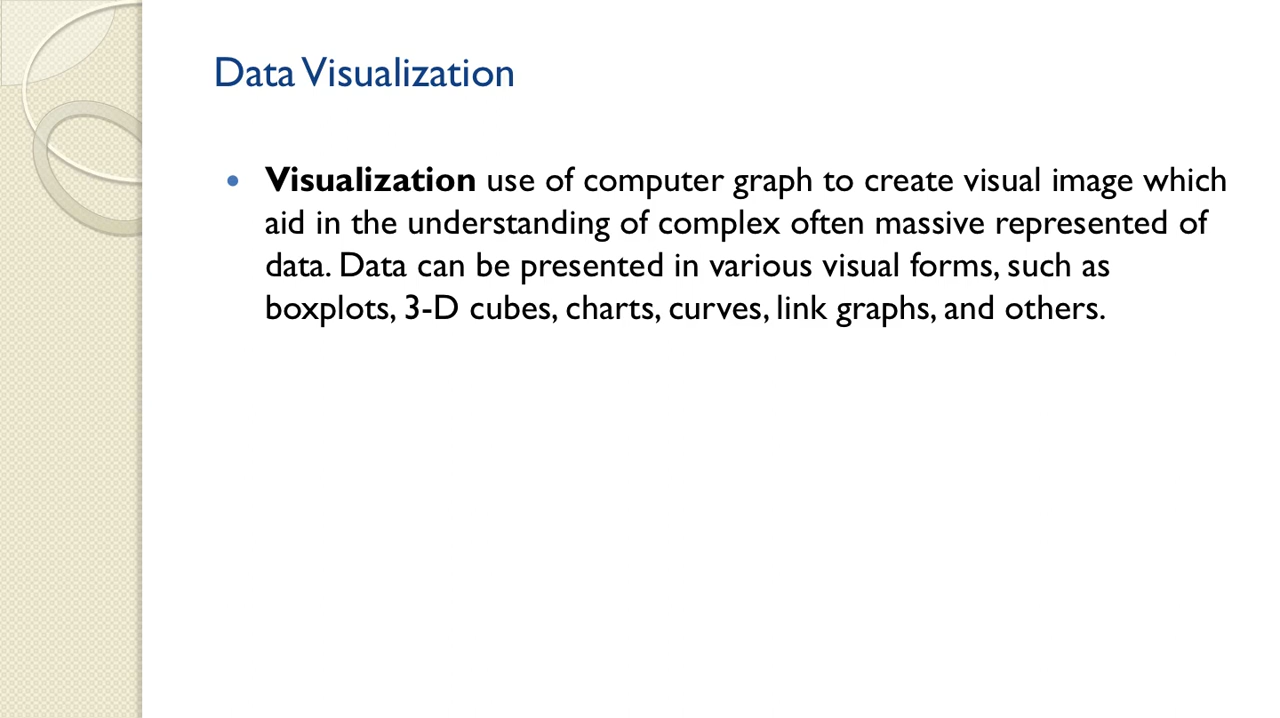 Data Visualization
• Visualization use of computer graph to create visual image which
aid in the understanding of complex often massive represented of
data. Data can be presented in various visual forms, such as
boxplots, 3-D cubes, charts, curves, link graphs, and others.